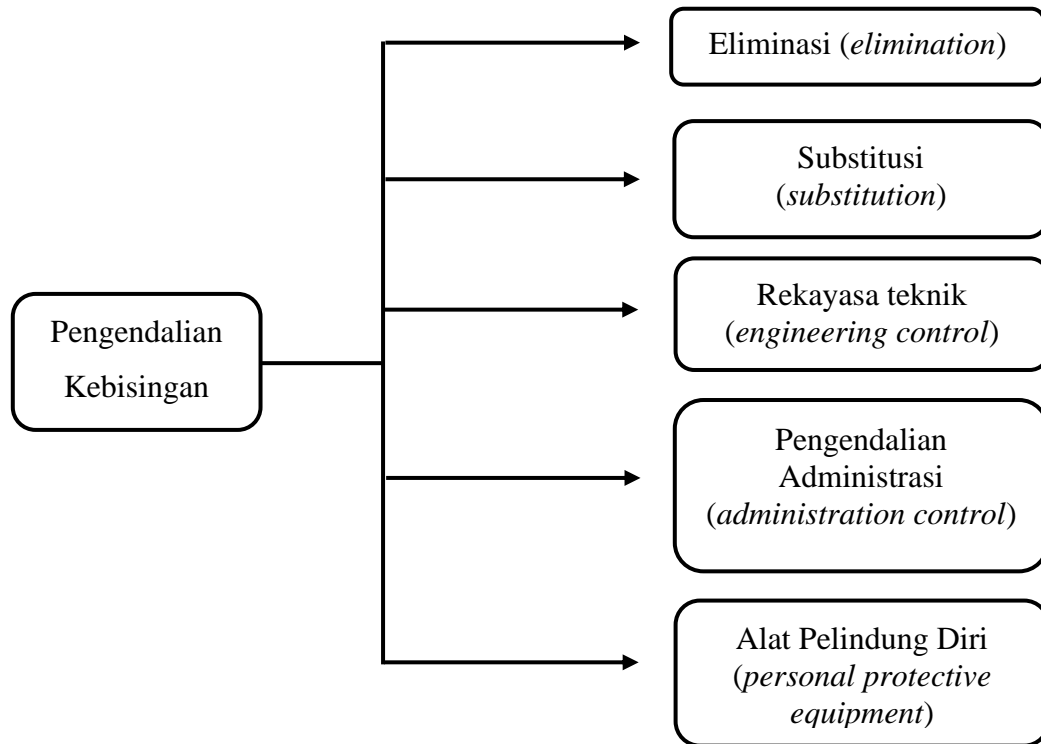 Eliminasi (elimination)
Substitusi
(substitution)
Rekayasa teknik
(engineering control)
Pengendalian
Kebisingan
Pengendalian
Administrasi
(administration control)
Alat Pelindung Diri
(personal protective
equipment)